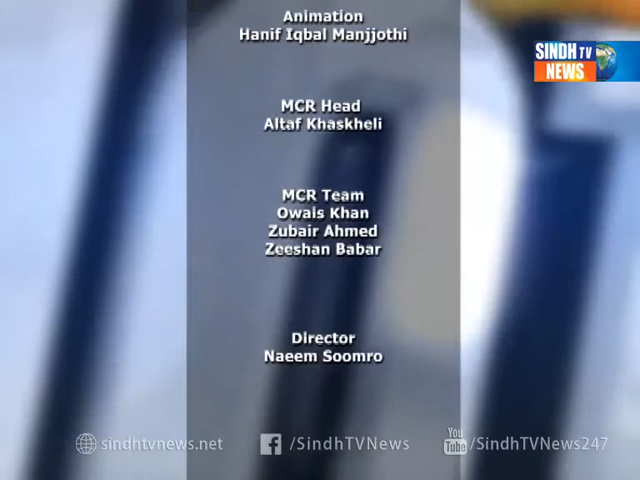 Animation
Hanif Iqbal Manjjothi
SINDH TV
NEWS
MCR Head
Altaf Khaskheli
MCR Team
Owais Khan
Zubair Ahmed
Zeeshan Babar
Director
Naeem Soomro
sindhtvnews.net
/SindhTVNews
You
Tube
/SindhTVNews247